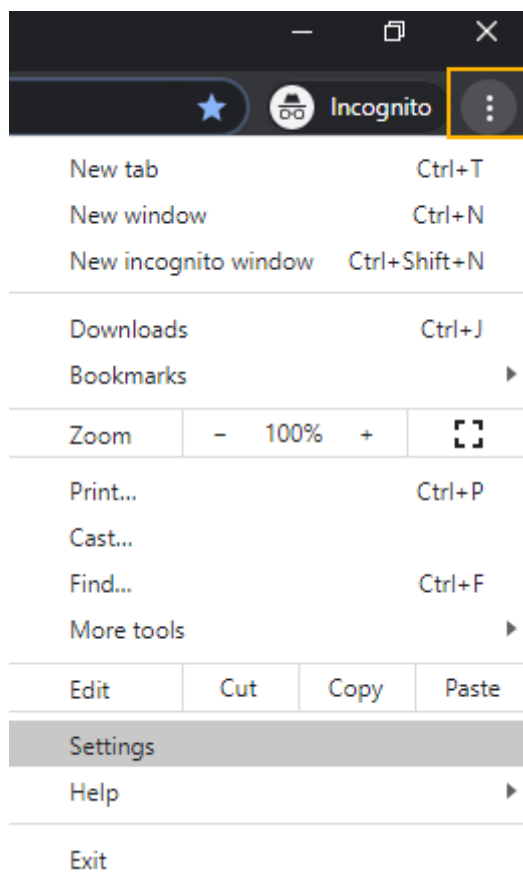 Incognito
New tab Ctrl+T
New window Ctrl+N
New incognito window Ctrl+Shift+N
Downloads Ctrl+J
Bookmarks
Zoom - 100% +
Print... Ctrl+P
Cast...
Find... Ctrl+F
More tools
Edit Cut Copy Paste
Settings
Help
Exit